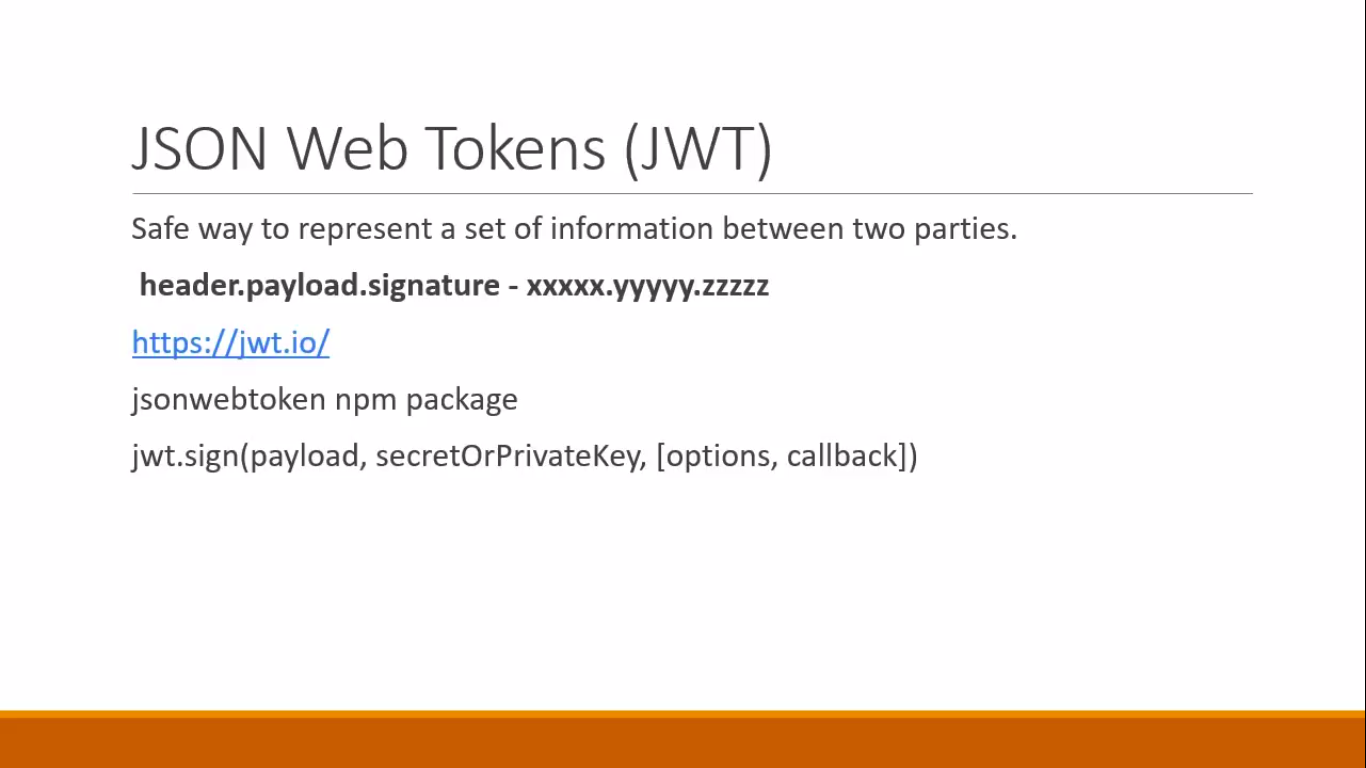 JSON Web Tokens (JWT)
Safe way to represent a set of information between two parties.
header.payload.signature - xxxxx.yyyyy.zzzzz
https://jwt.io/
jsonwebtoken npm package
jwt.sign(payload, secretOrPrivateKey, [options, callback])